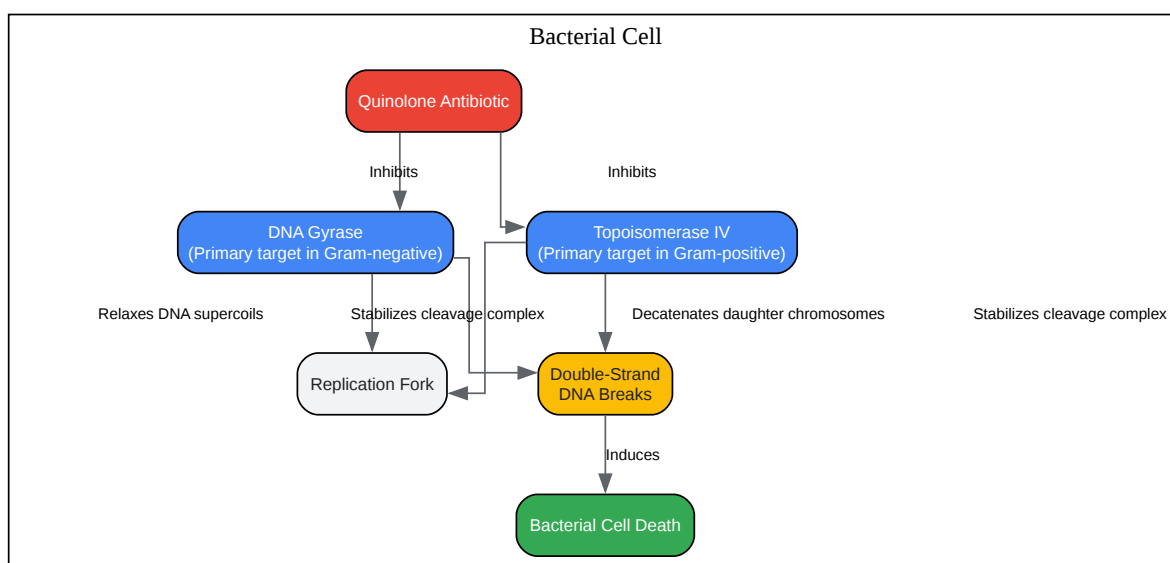 Bacterial Cell
Quinolone Antibiotic
Inhibits
Inhibits
DNA Gyrase
(Primary target in Gram-negative)
Topoisomerase IV
(Primary target in Gram-positive)
Relaxes DNA supercoils
Stabilizes cleavage complex
Decatenates daughter chromosomes
Stabilizes cleavage complex
Replication Fork
Double-Strand
DNA Breaks
Induces
Bacterial Cell Death